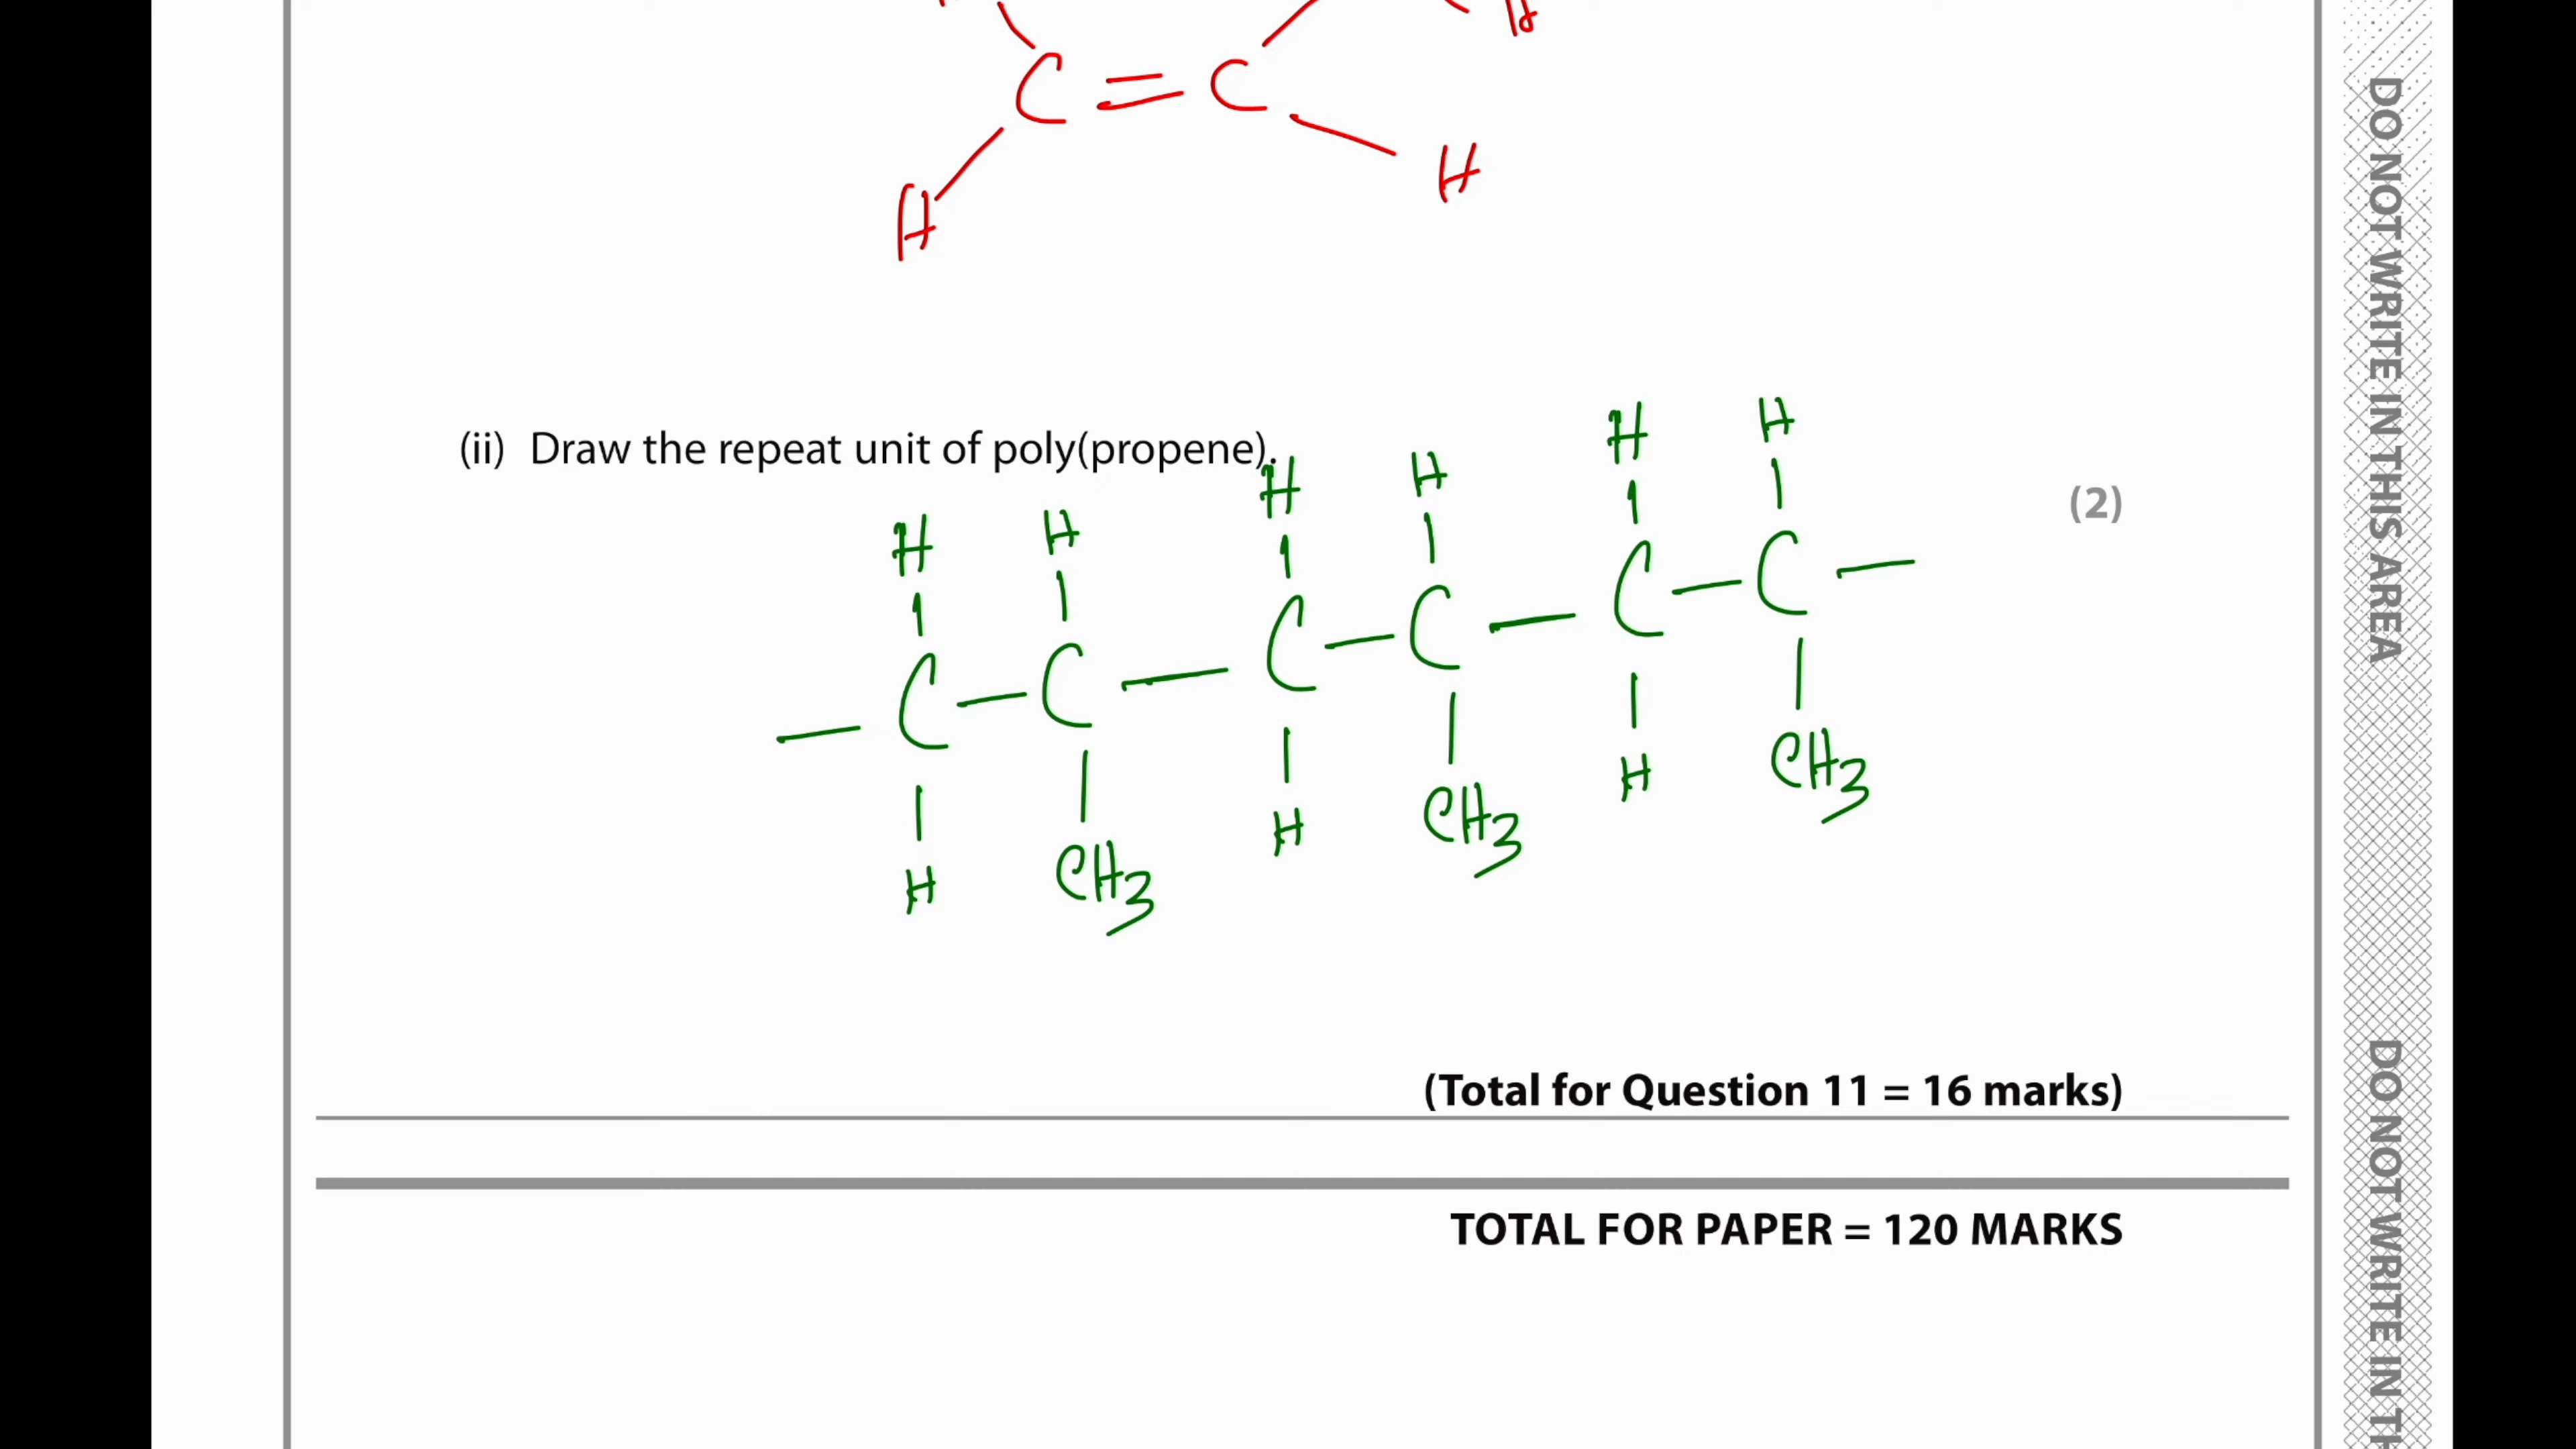 H
C = C
H
H
(ii) Draw the repeat unit of poly(propene).
(2)
H H H H H H
C — C — C — C — C — C
H CH3 H CH3 H CH3
(Total for Question 11 = 16 marks)
TOTAL FOR PAPER = 120 MARKS
DO NOT WRITE IN THIS AREA
DO NOT WRITE IN TH